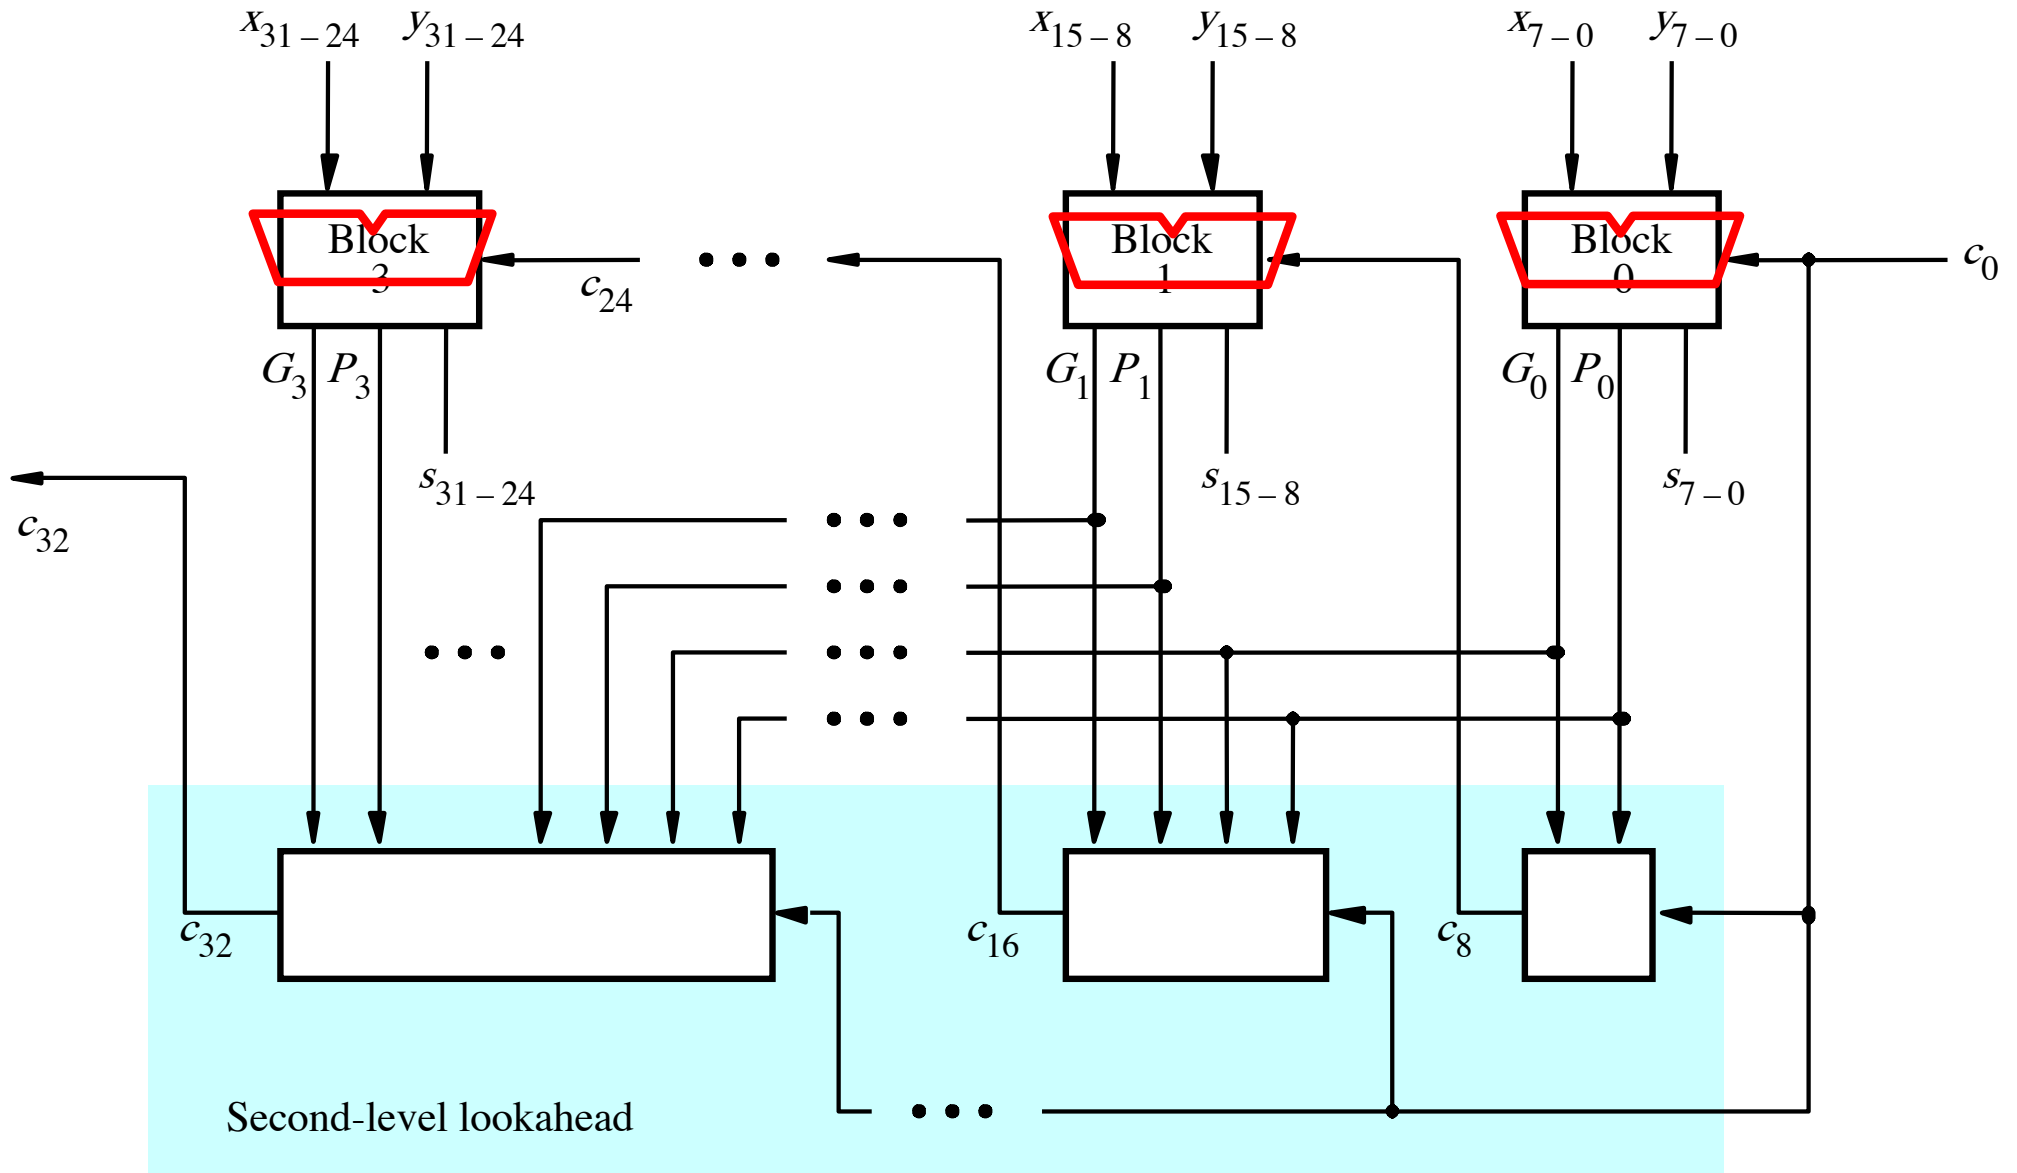 x31–24 y31–24 x15–8 y15–8 x7–0 y7–0
Block
3
Block
1
Block
0
c0
c24
G3 P3 G1 P1 G0 P0
s31–24 s15–8 s7–0
c32
c32 c16 c8
Second-level lookahead